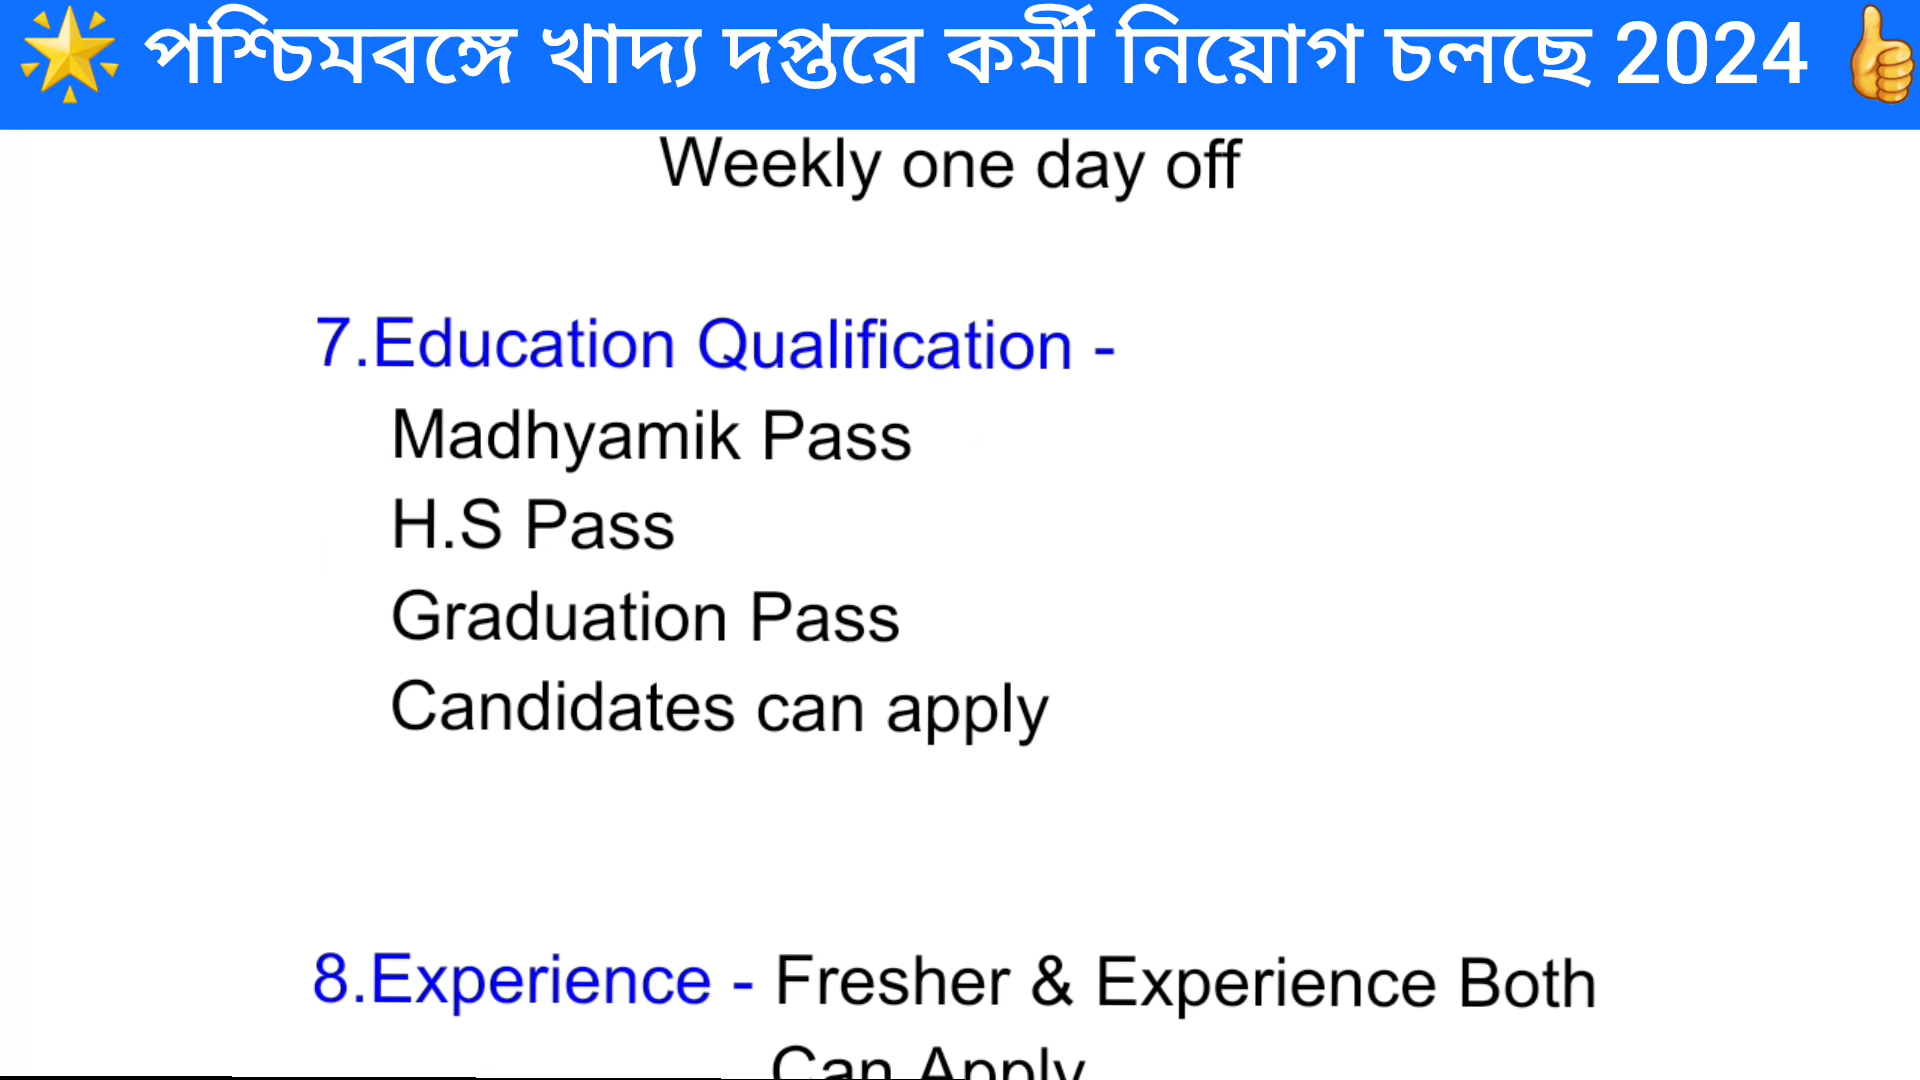 🌟 পশ্চিমবঙ্গে খাদ্য দপ্তরে কর্মী নিয়োগ চলছে 2024 👍
Weekly one day off
7.Education Qualification -
Madhyamik Pass
H.S Pass
Graduation Pass
Candidates can apply
8.Experience - Fresher & Experience Both
Can Apply